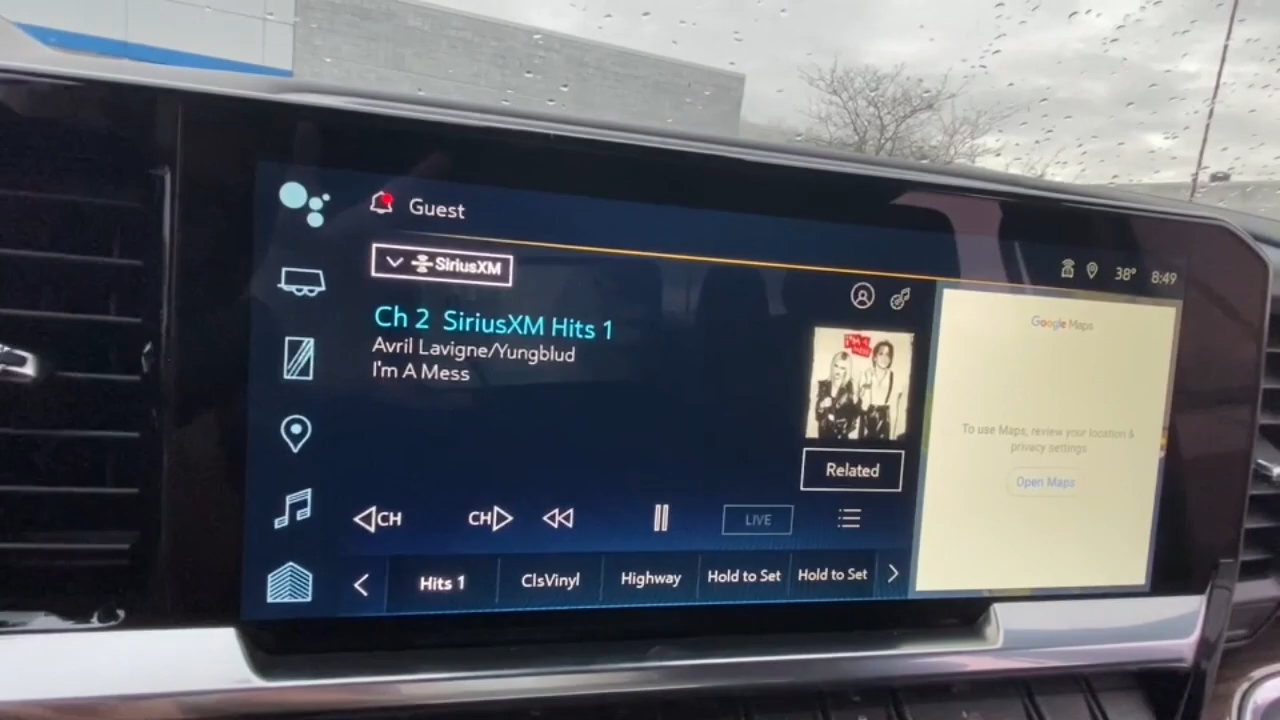 Guest
SiriusXM
38° 8:49
Ch 2 SiriusXM Hits 1
Avril Lavigne/Yungblud
I'm A Mess
I'M A MESS
Related
CH
CH
LIVE
Hits 1
ClsVinyl
Highway
Hold to Set
Hold to Set
Google Maps
To use Maps, review your location &
privacy settings
Open Maps